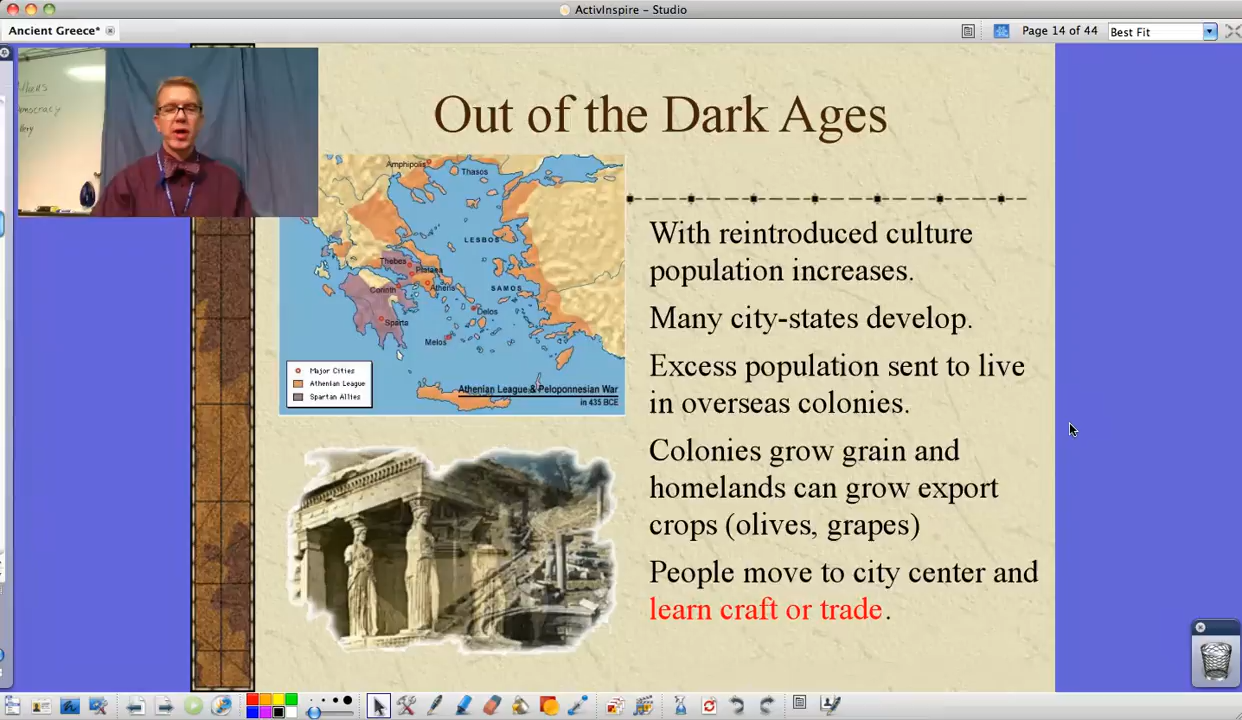 ActivInspire - Studio
Ancient Greece*
Page 14 of 44
Best Fit
Out of the Dark Ages
Amphipolis
Thasos
LESBOS
Thebes
Plataea
SAMOS
Athens
Corinth
Delos
Sparta
Melos
Major Cities
Athenian League
Spartan Allies
Athenian League & Peloponnesian War
in 435 BCE
With reintroduced culture
population increases.
Many city-states develop.
Excess population sent to live
in overseas colonies.
Colonies grow grain and
homelands can grow export
crops (olives, grapes)
People move to city center and
learn craft or trade.